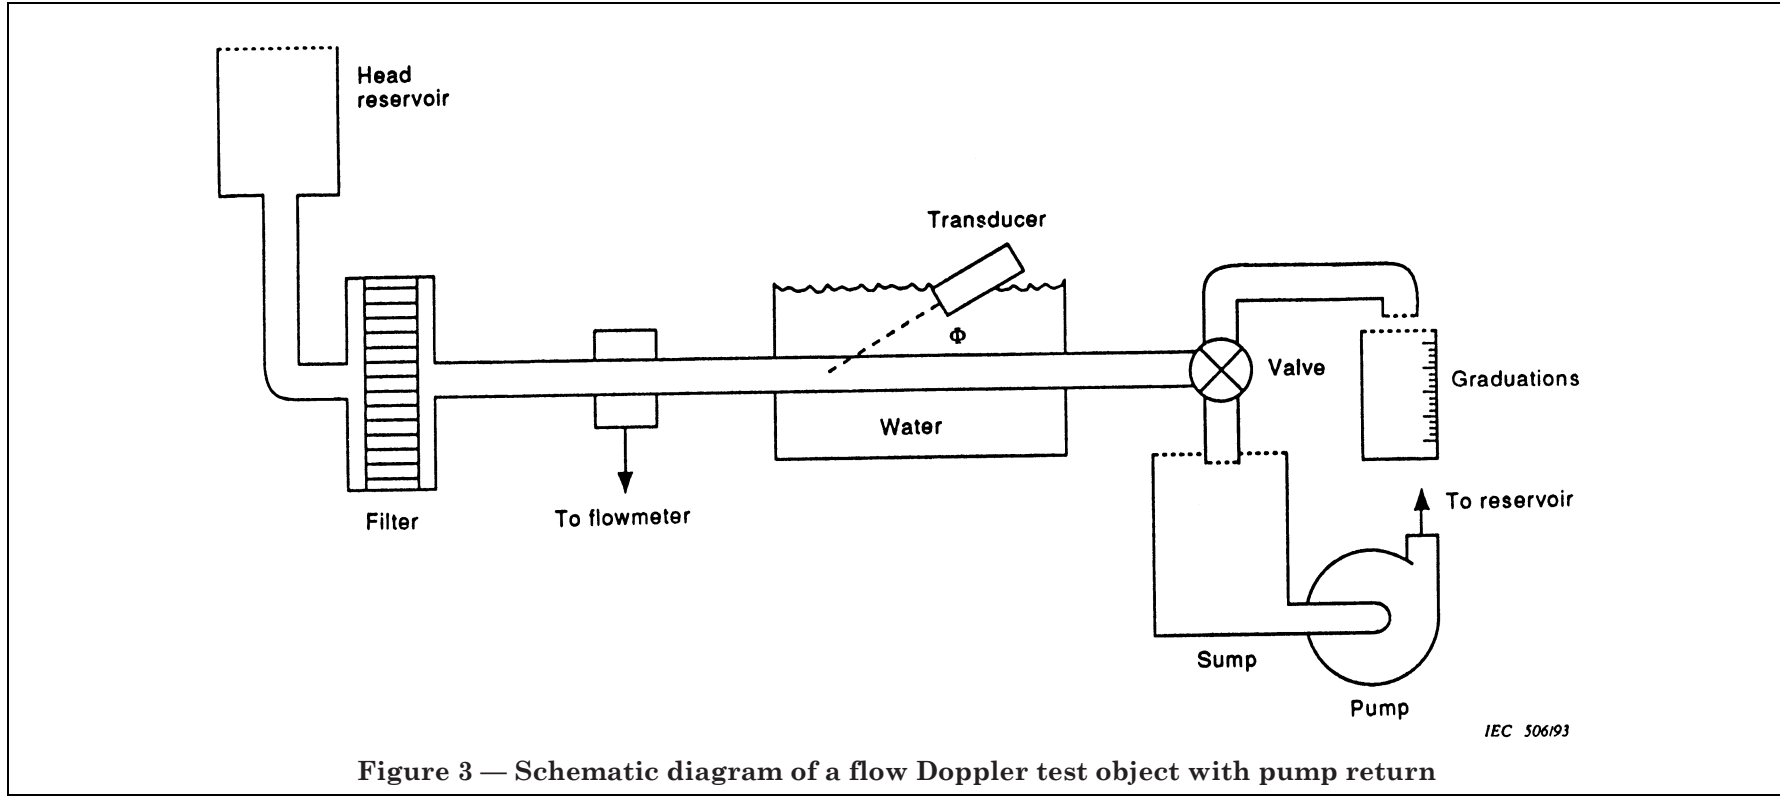 Head
reservoir
Transducer
Φ
Valve
Graduations
Water
To reservoir
To flowmeter
Filter
Sump
Pump
IEC 506/93
Figure 3 — Schematic diagram of a flow Doppler test object with pump return